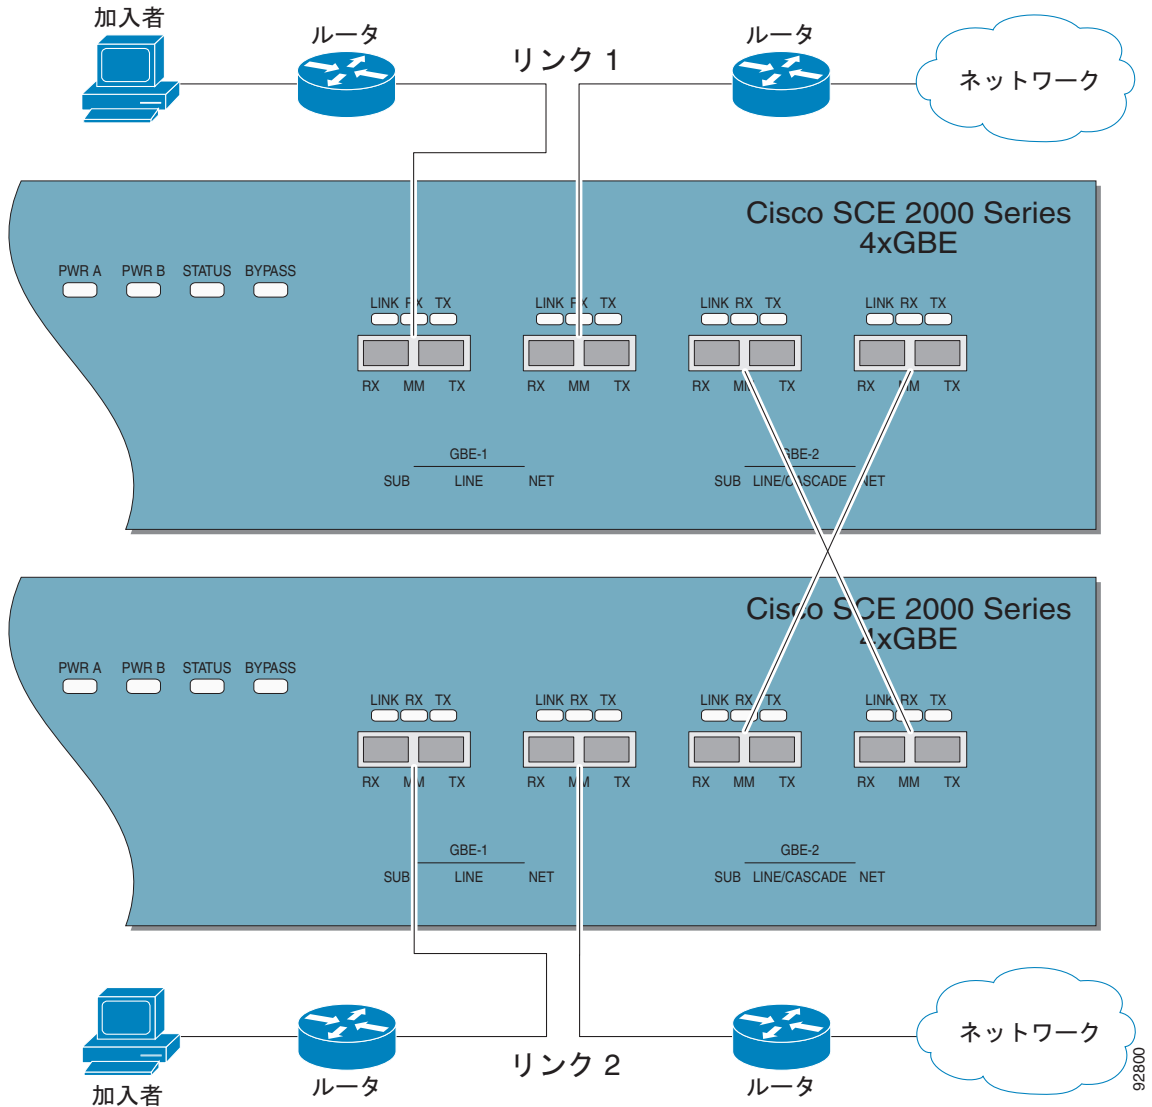 加入者
ルータ
リンク 1
ルータ
ネットワーク
Cisco SCE 2000 Series
4xGBE
PWR A PWR B STATUS BYPASS
LINK RX TX LINK RX TX LINK RX TX LINK RX TX
RX MM TX RX MM TX RX MM TX RX MM TX
GBE-1 GBE-2
SUB LINE NET SUB LINE/CASCADE NET
Cisco SCE 2000 Series
4xGBE
PWR A PWR B STATUS BYPASS
LINK RX TX LINK RX TX LINK RX TX LINK RX TX
RX MM TX RX MM TX RX MM TX RX MM TX
GBE-1 GBE-2
SUB LINE NET SUB LINE/CASCADE NET
加入者
ルータ
リンク 2
ルータ
ネットワーク
92800